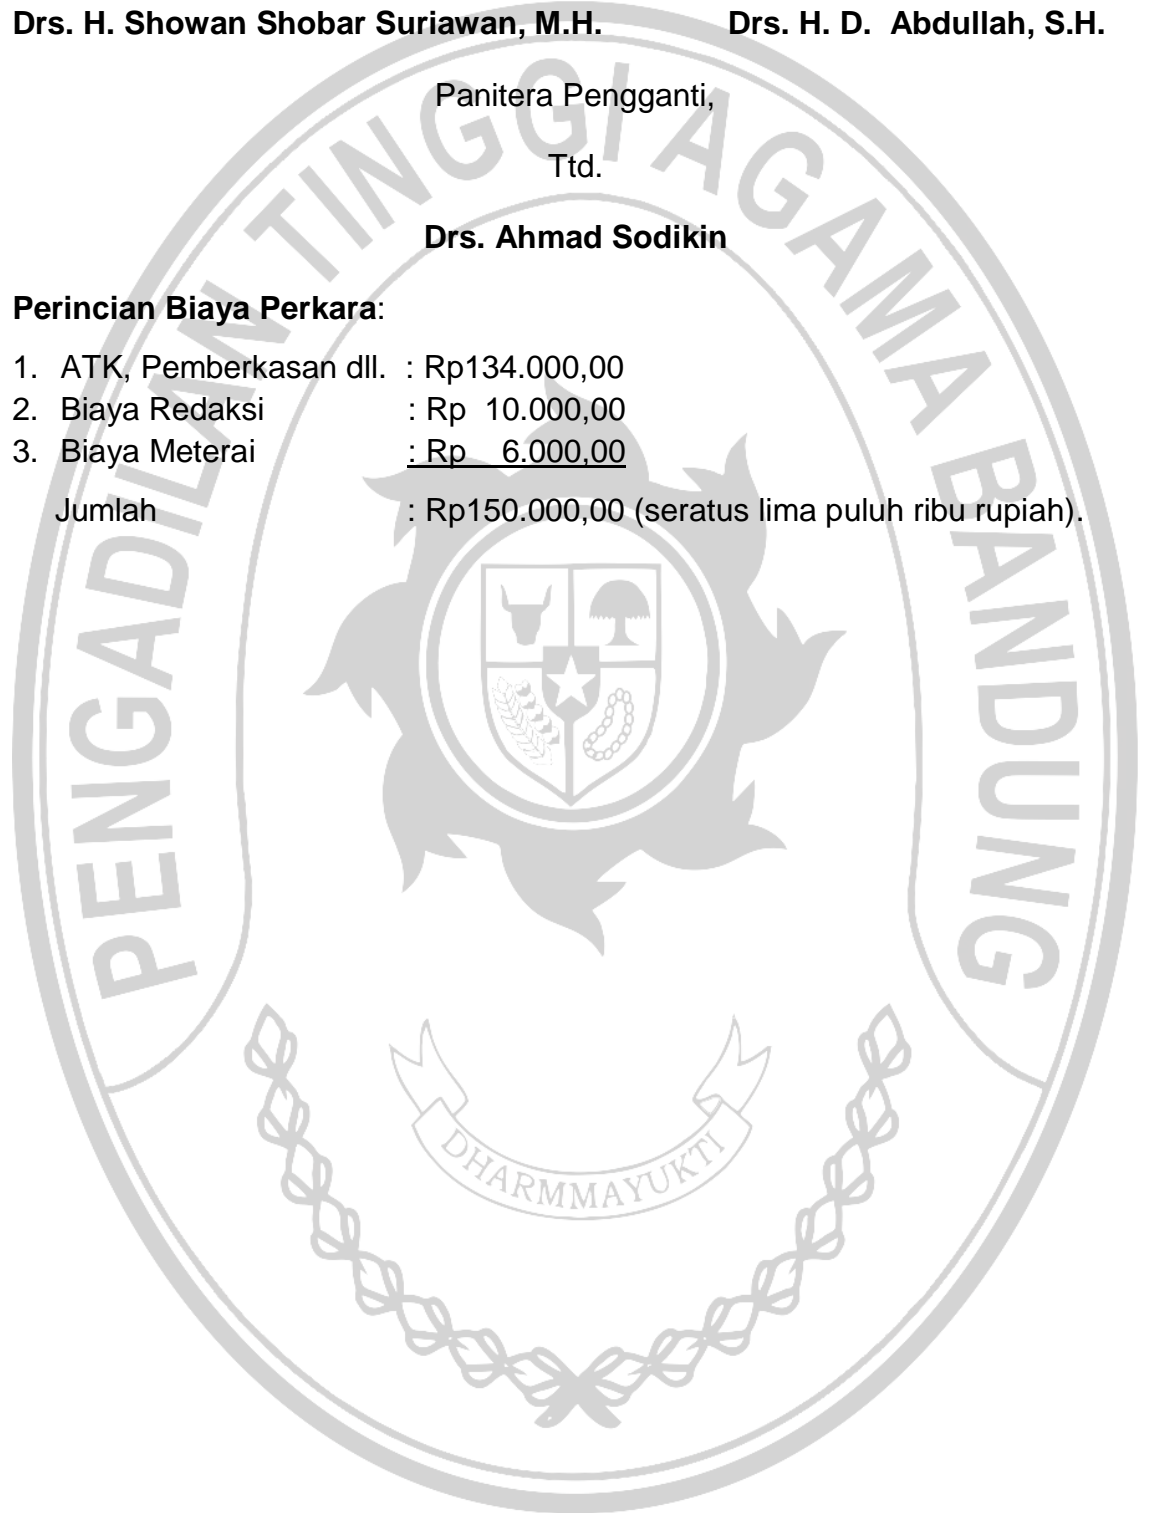 Drs. H. Showan Shobar Suriawan, M.H. Drs. H. D. Abdullah, S.H.
Panitera Pengganti,
Ttd.
Drs. Ahmad Sodikin
Perincian Biaya Perkara:
1. ATK, Pemberkasan dll. : Rp134.000,00
2. Biaya Redaksi : Rp 10.000,00
3. Biaya Meterai : Rp 6.000,00
Jumlah : Rp150.000,00 (seratus lima puluh ribu rupiah).
PENGADILAN TINGGI AGAMA BANDUNG
DHARMMAYUKTI